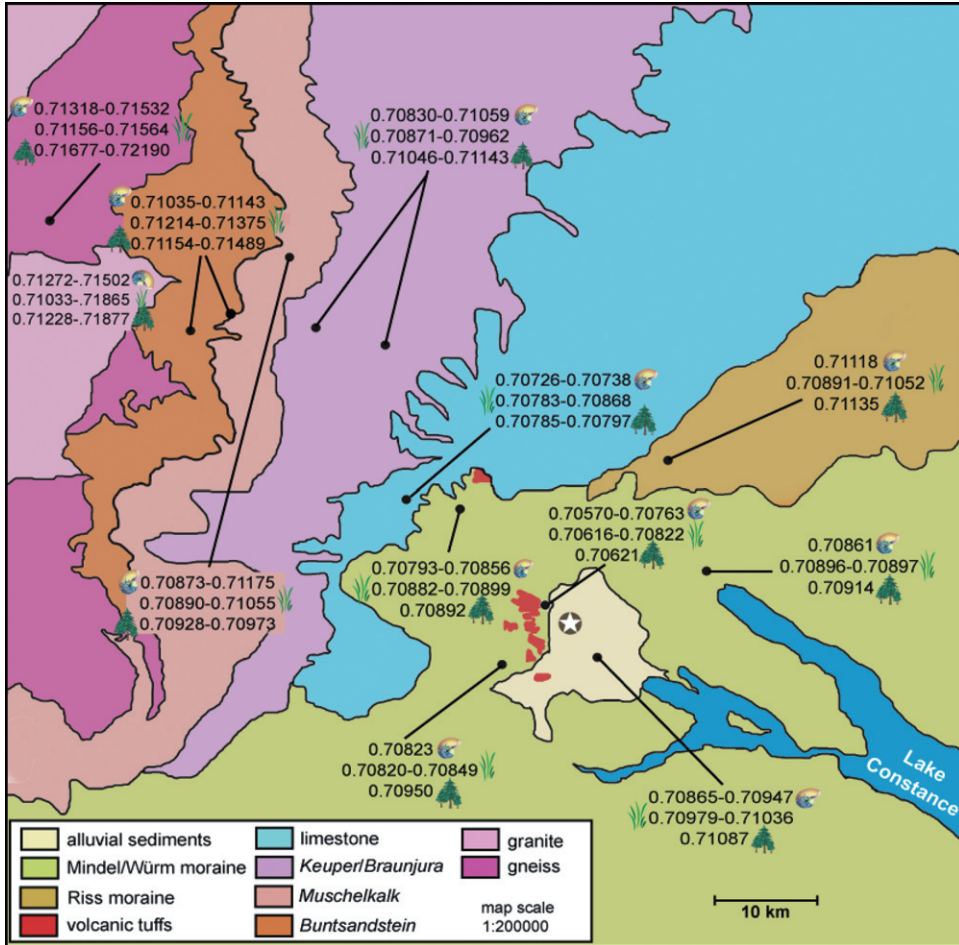 0.71318-0.71532
0.71156-0.71564
0.71677-0.72190
0.70830-0.71059
0.70871-0.70962
0.71046-0.71143
0.71035-0.71143
0.71214-0.71375
0.71154-0.71489
0.71272-.71502
0.71033-.71865
0.71228-.71877
0.71118
0.70891-0.71052
0.71135
0.70726-0.70738
0.70783-0.70868
0.70785-0.70797
0.70570-0.70763
0.70616-0.70822
0.70621
0.70861
0.70896-0.70897
0.70914
0.70793-0.70856
0.70882-0.70899
0.70892
0.70873-0.71175
0.70890-0.71055
0.70928-0.70973
0.70823
0.70820-0.70849
0.70950
0.70865-0.70947
0.70979-0.71036
0.71087
Lake
Constance
alluvial sediments
Mindel/Würm moraine
Riss moraine
volcanic tuffs
limestone
Keuper/Braunjura
Muschelkalk
Buntsandstein
granite
gneiss
map scale
1:200000
10 km